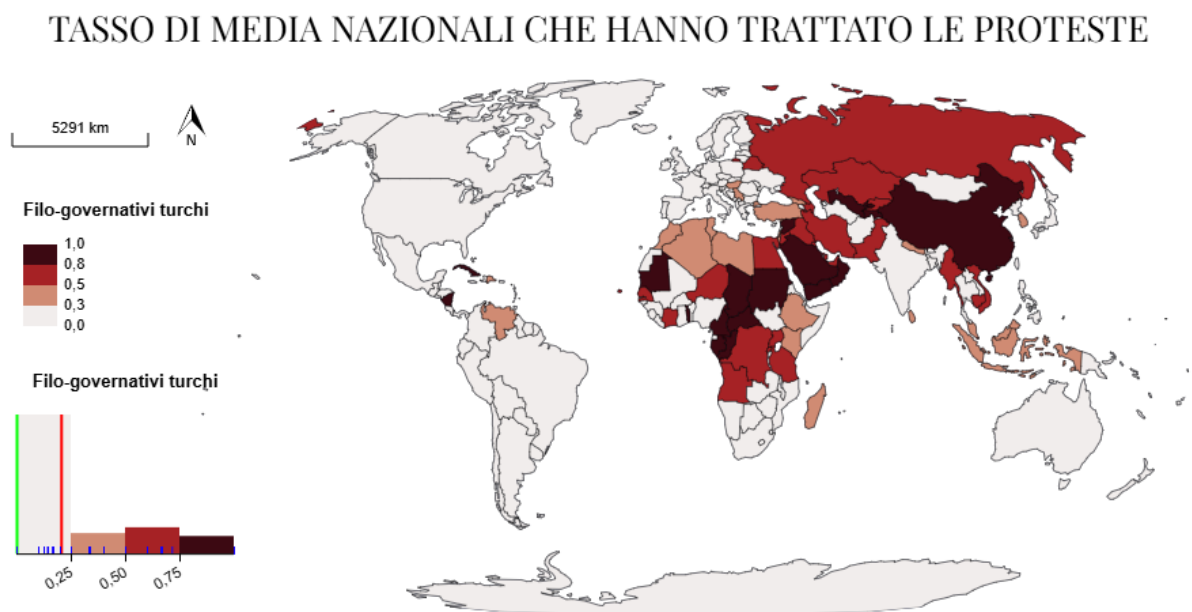 TASSO DI MEDIA NAZIONALI CHE HANNO TRATTATO LE PROTESTE
5291 km
N
Filo-governativi turchi
1,0
0,8
0,5
0,3
0,0
Filo-governativi turchi
0,25
0,50
0,75